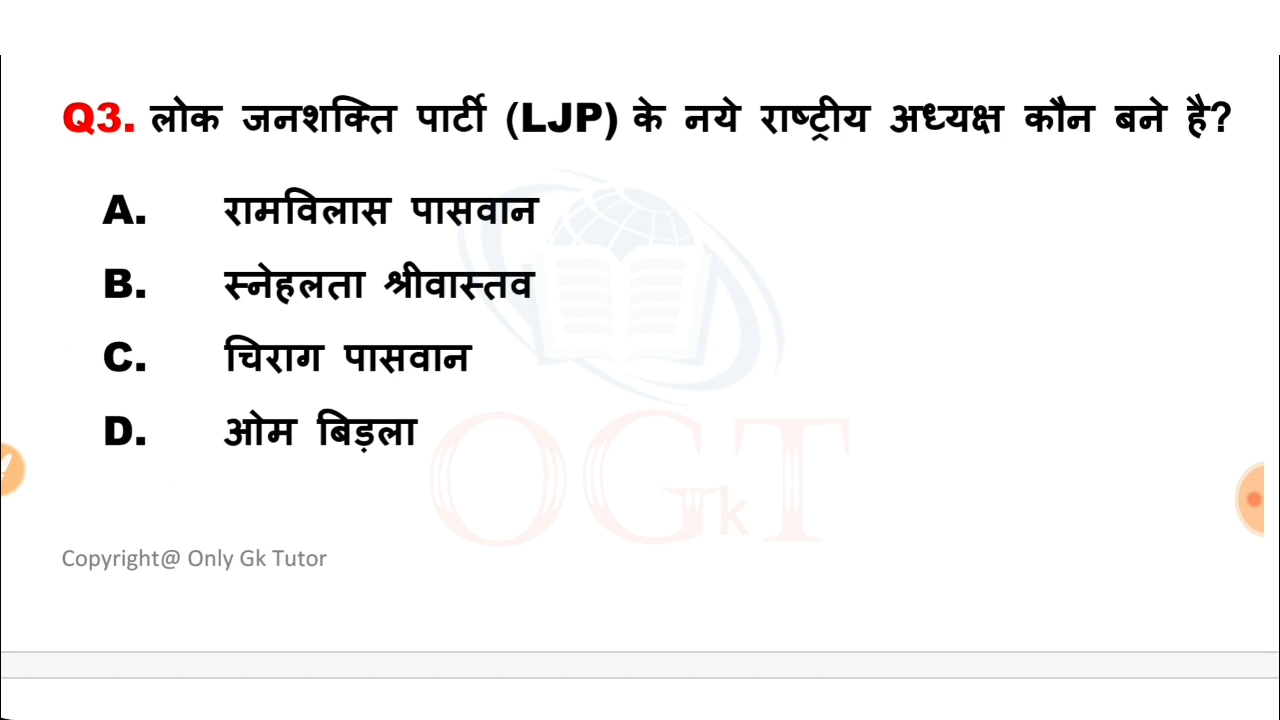 Q3. लोक जनशक्ति पार्टी (LJP) के नये राष्ट्रीय अध्यक्ष कौन बने है?
A. रामविलास पासवान
B. स्नेहलता श्रीवास्तव
C. चिराग पासवान
D. ओम बिड़ला
OGkT
Copyright@ Only Gk Tutor